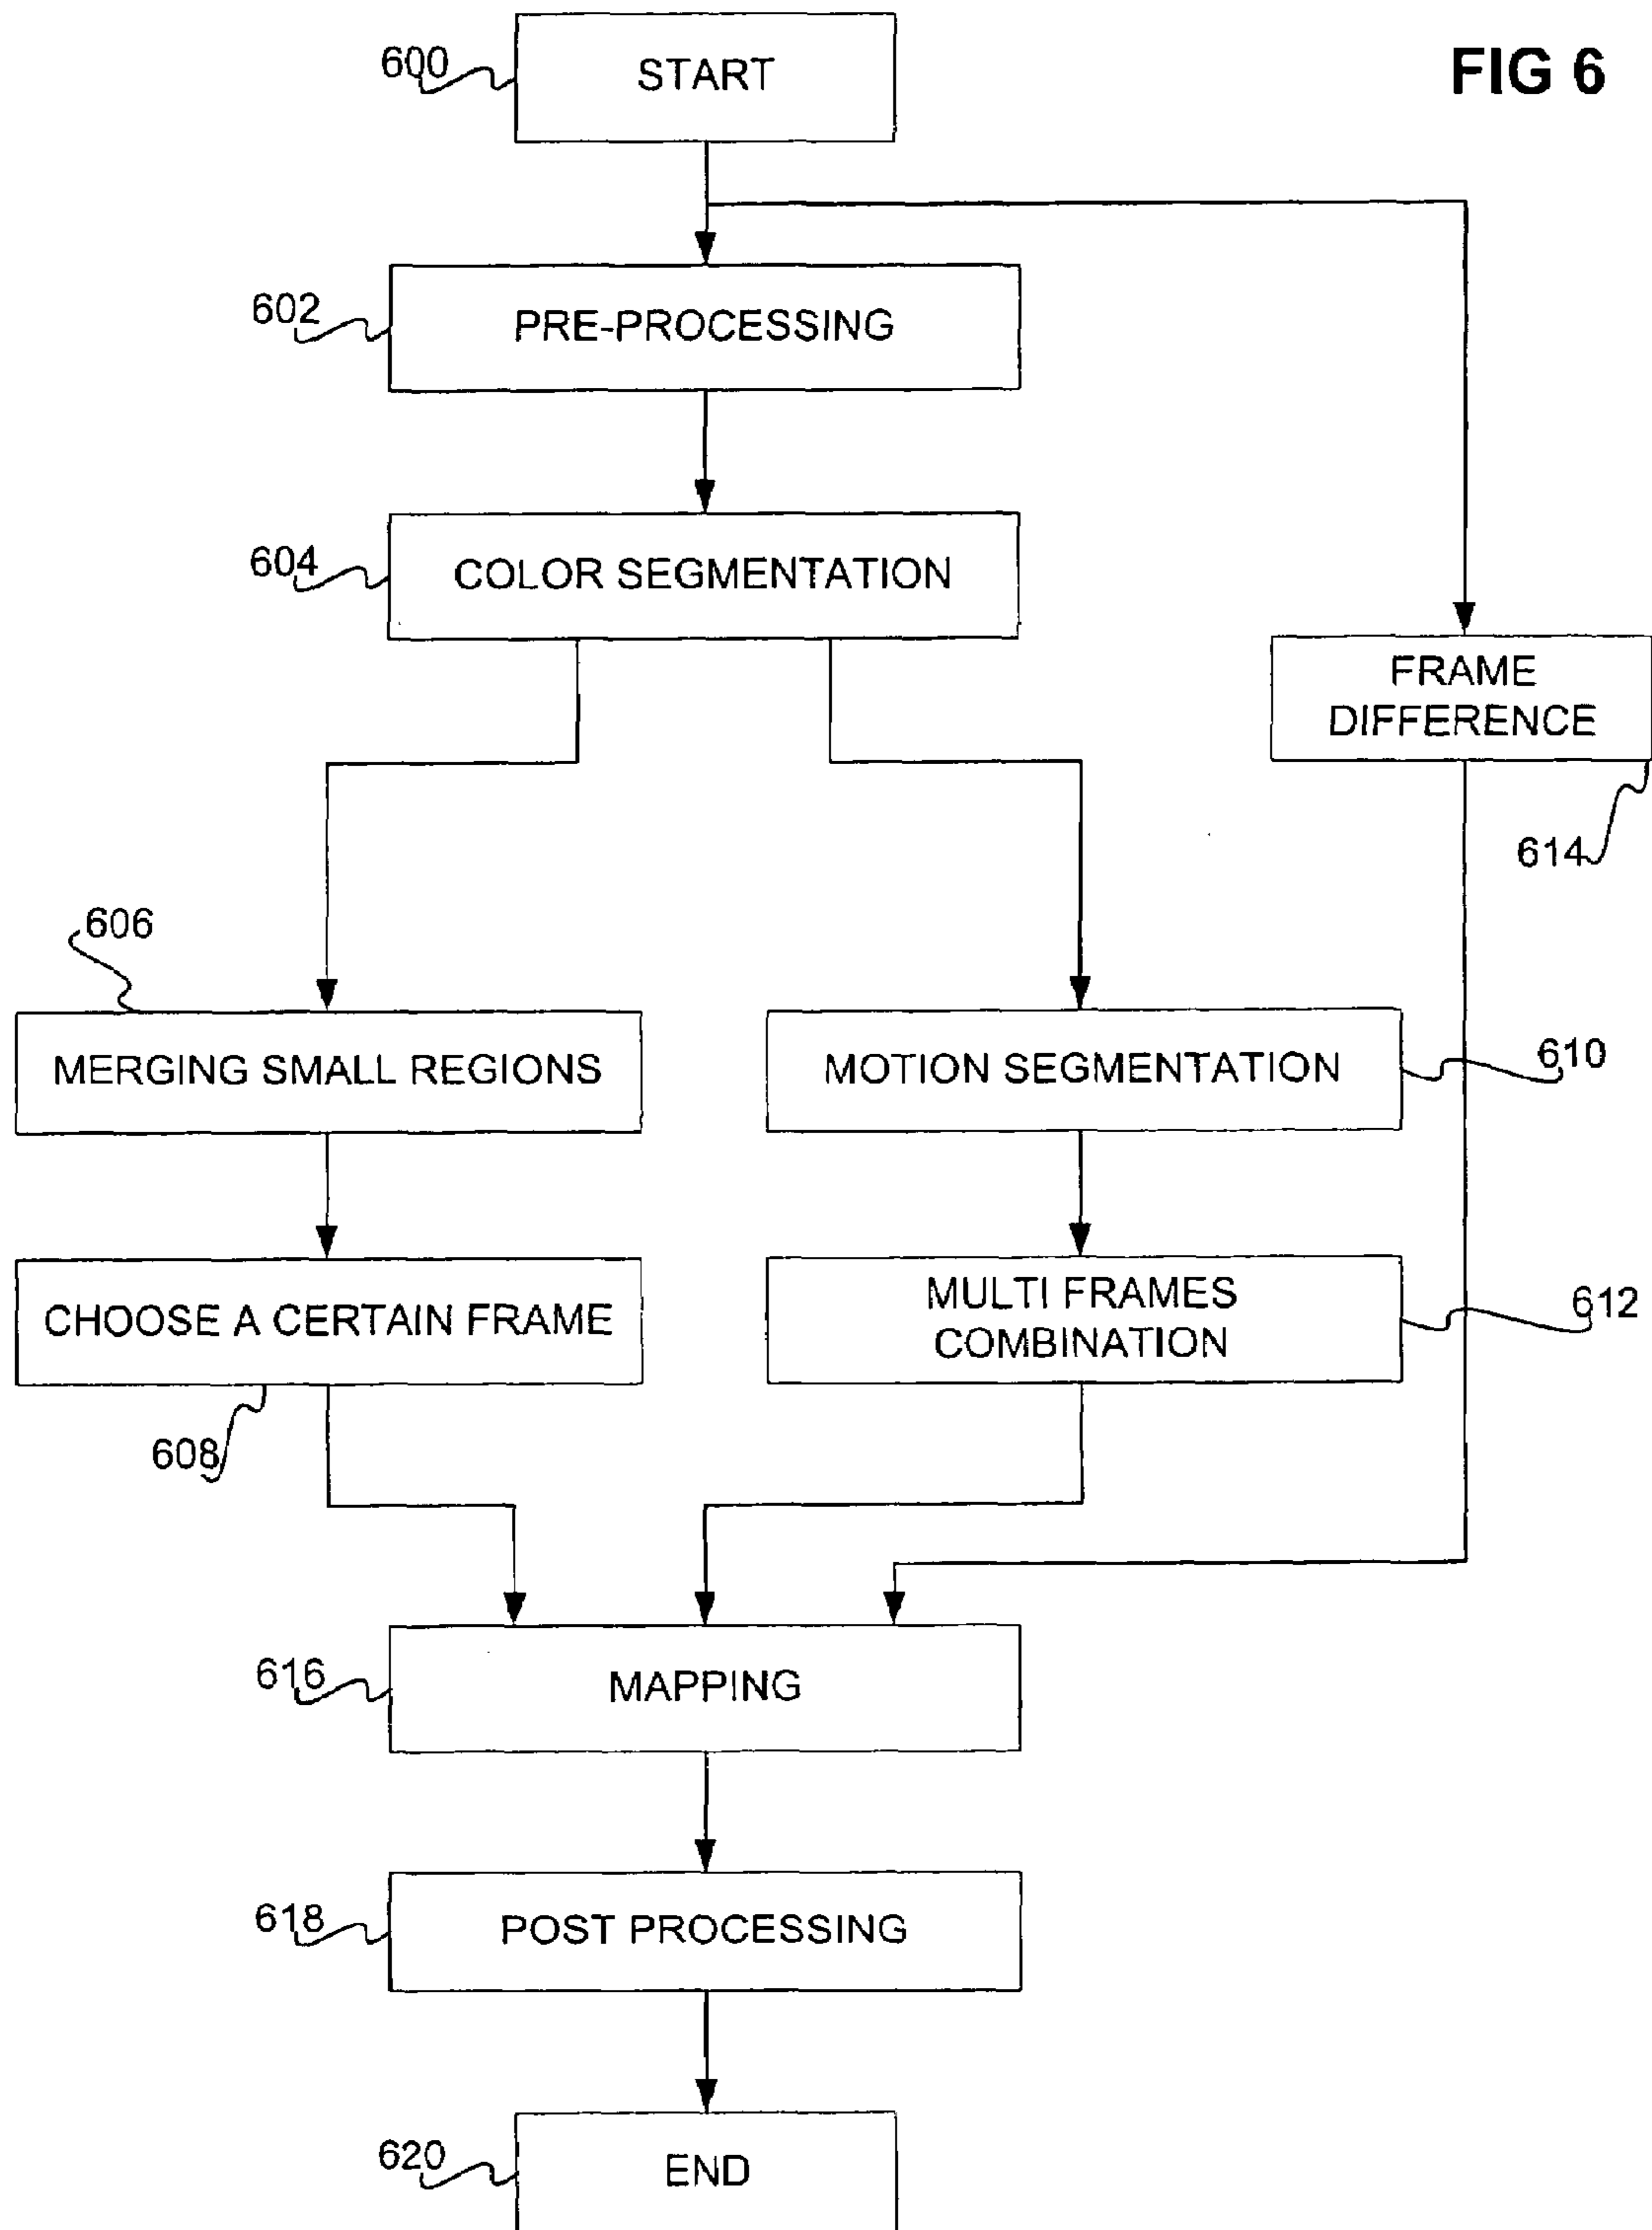 FIG 6
600
START
602
PRE-PROCESSING
604
COLOR SEGMENTATION
FRAME
DIFFERENCE
614
606
MERGING SMALL REGIONS
MOTION SEGMENTATION
610
CHOOSE A CERTAIN FRAME
608
MULTI FRAMES
COMBINATION
612
616
MAPPING
618
POST PROCESSING
620
END